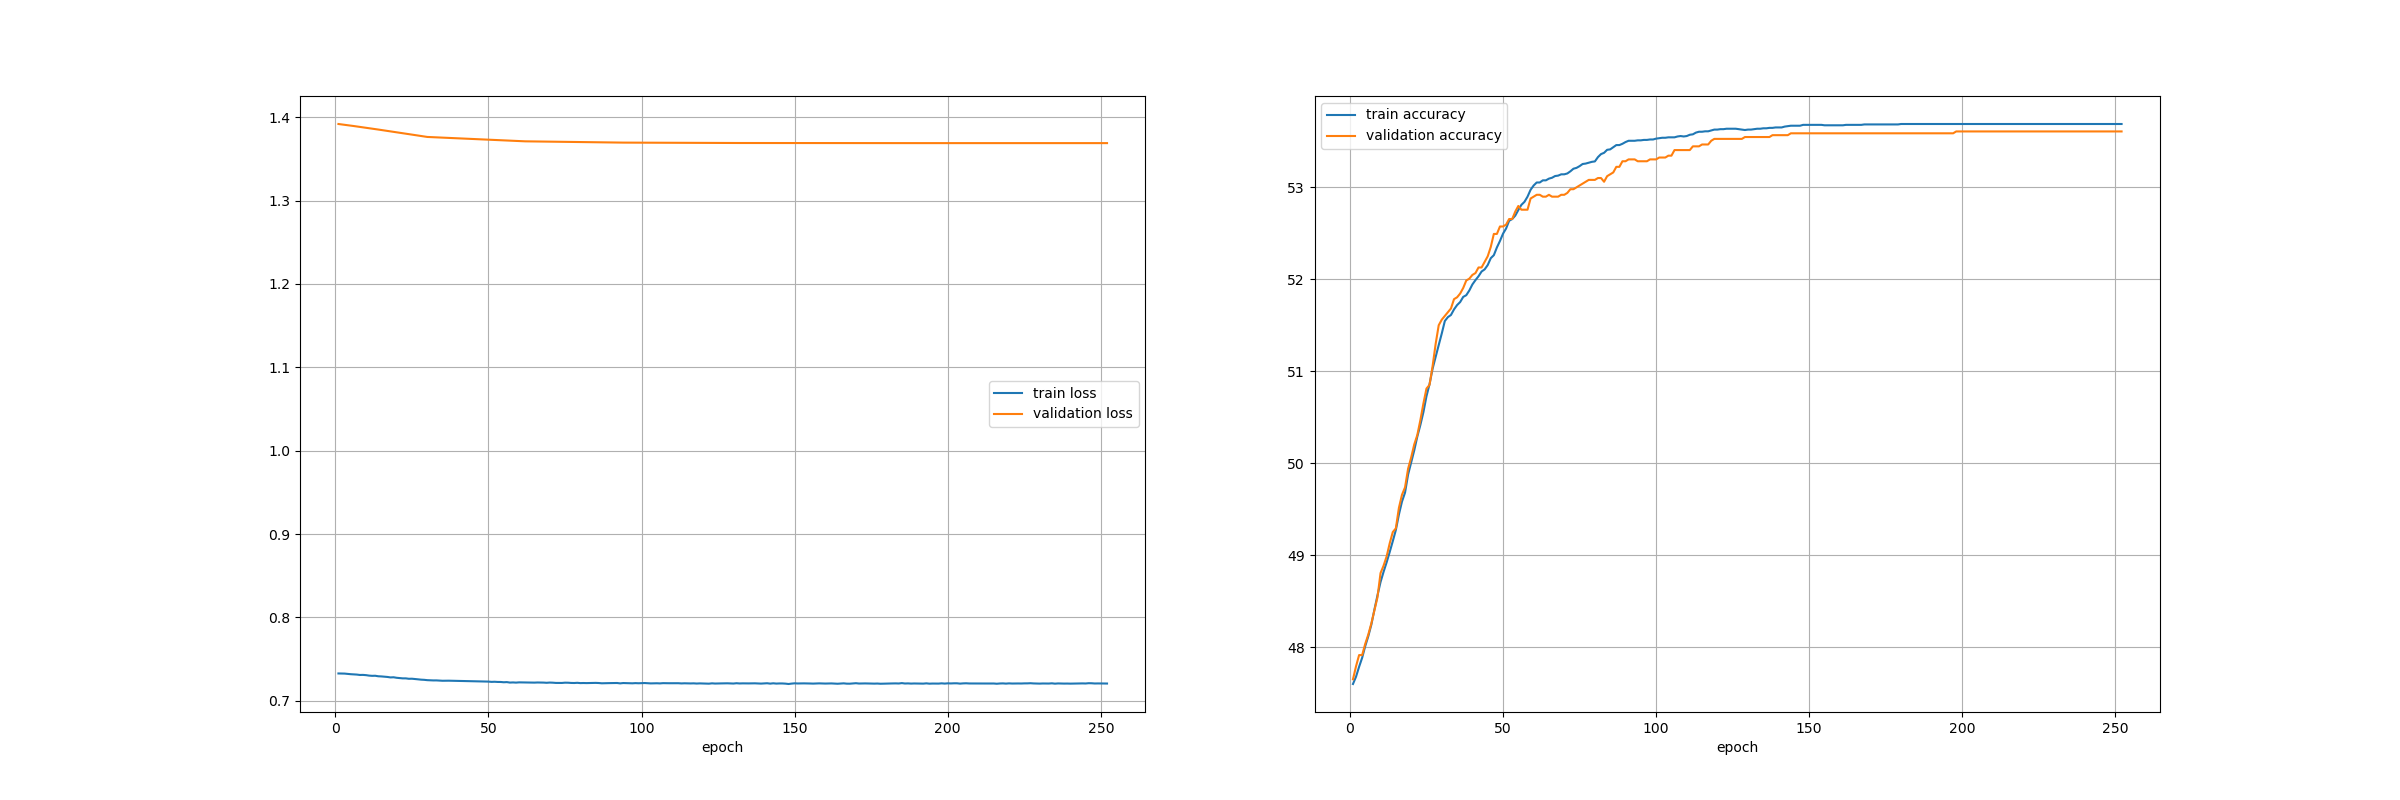 1.4
1.3
1.2
1.1
1.0
0.9
0.8
0.7
train loss
validation loss
0 50 100 150 200 250
epoch
train accuracy
validation accuracy
53
52
51
50
49
48
0 50 100 150 200 250
epoch